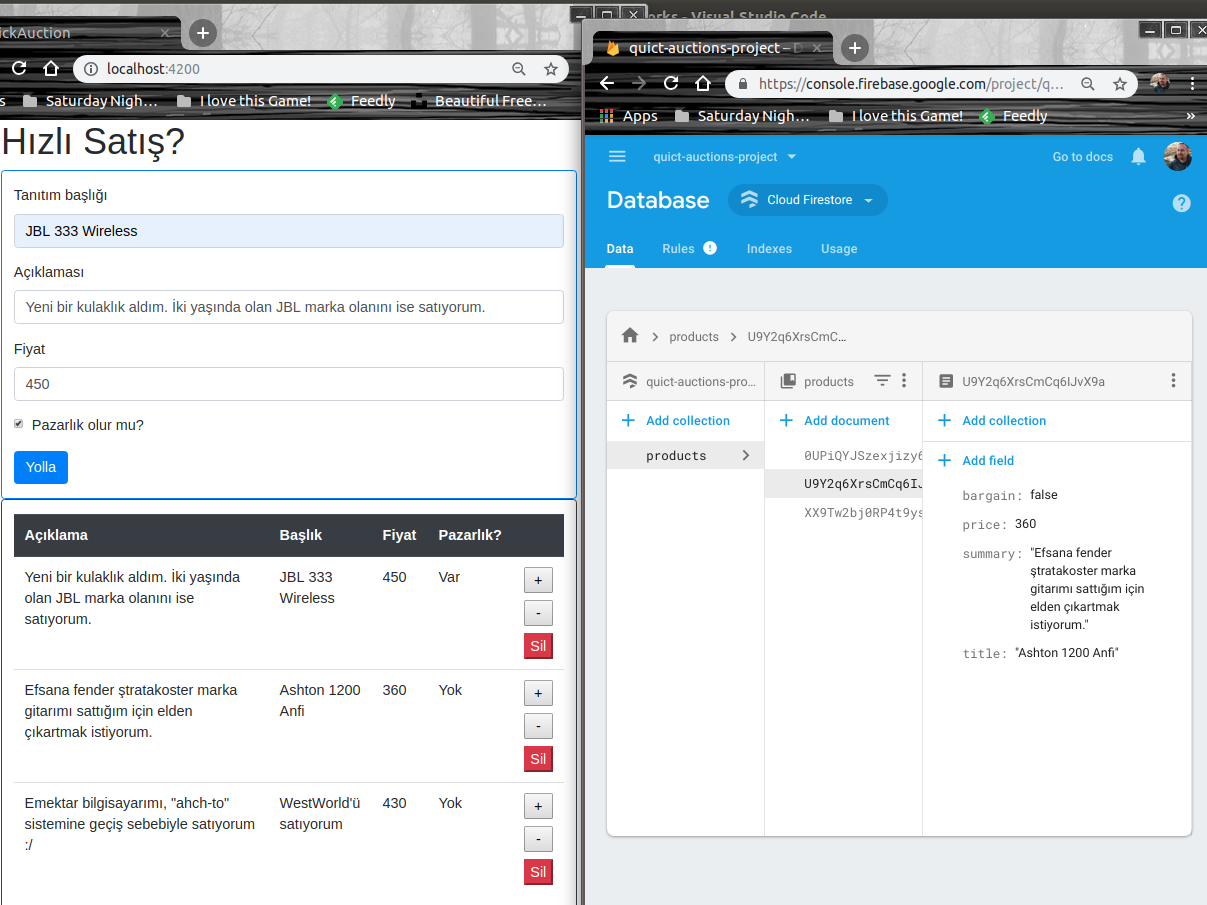 - Visual Studio Code
ickAuction
localhost:4200
Saturday Nigh…
I love this Game!
Feedly
Beautiful Free…
Hızlı Satış?
Tanıtım başlığı
JBL 333 Wireless
Açıklaması
Yeni bir kulaklık aldım. İki yaşında olan JBL marka olanını ise satıyorum.
Fiyat
450
Pazarlık olur mu?
Yolla
Açıklama Başlık Fiyat Pazarlık?
Yeni bir kulaklık aldım. İki yaşında JBL 333 450 Var +
olan JBL marka olanını ise Wireless
satıyorum.
-
Sil
Efsana fender ştratakoster marka Ashton 1200 360 Yok +
gitarımı sattığım için elden Anfi
çıkartmak istiyorum.
-
Sil
Emektar bilgisayarımı, "ahch-to" WestWorld'ü 430 Yok +
sistemine geçiş sebebiyle satıyorum satıyorum
:/
-
Sil
quict-auctions-project – D
https://console.firebase.google.com/project/q…
Apps
Saturday Nigh…
I love this Game!
Feedly
»
quict-auctions-project
Go to docs
Database
Cloud Firestore
Data Rules Indexes Usage
products
U9Y2q6XrsCmC…
quict-auctions-pro…
products
U9Y2q6XrsCmCq6IJvX9a
+ Add collection
+ Add document
+ Add collection
products
0UPiQYJSzexjizy6
U9Y2q6XrsCmCq6IJ
XX9Tw2bj0RP4t9ys
+ Add field
bargain: false
price: 360
summary: "Efsana fender
ştratakoster marka
gitarımı sattığım için
elden çıkartmak
istiyorum."
title: "Ashton 1200 Anfi"